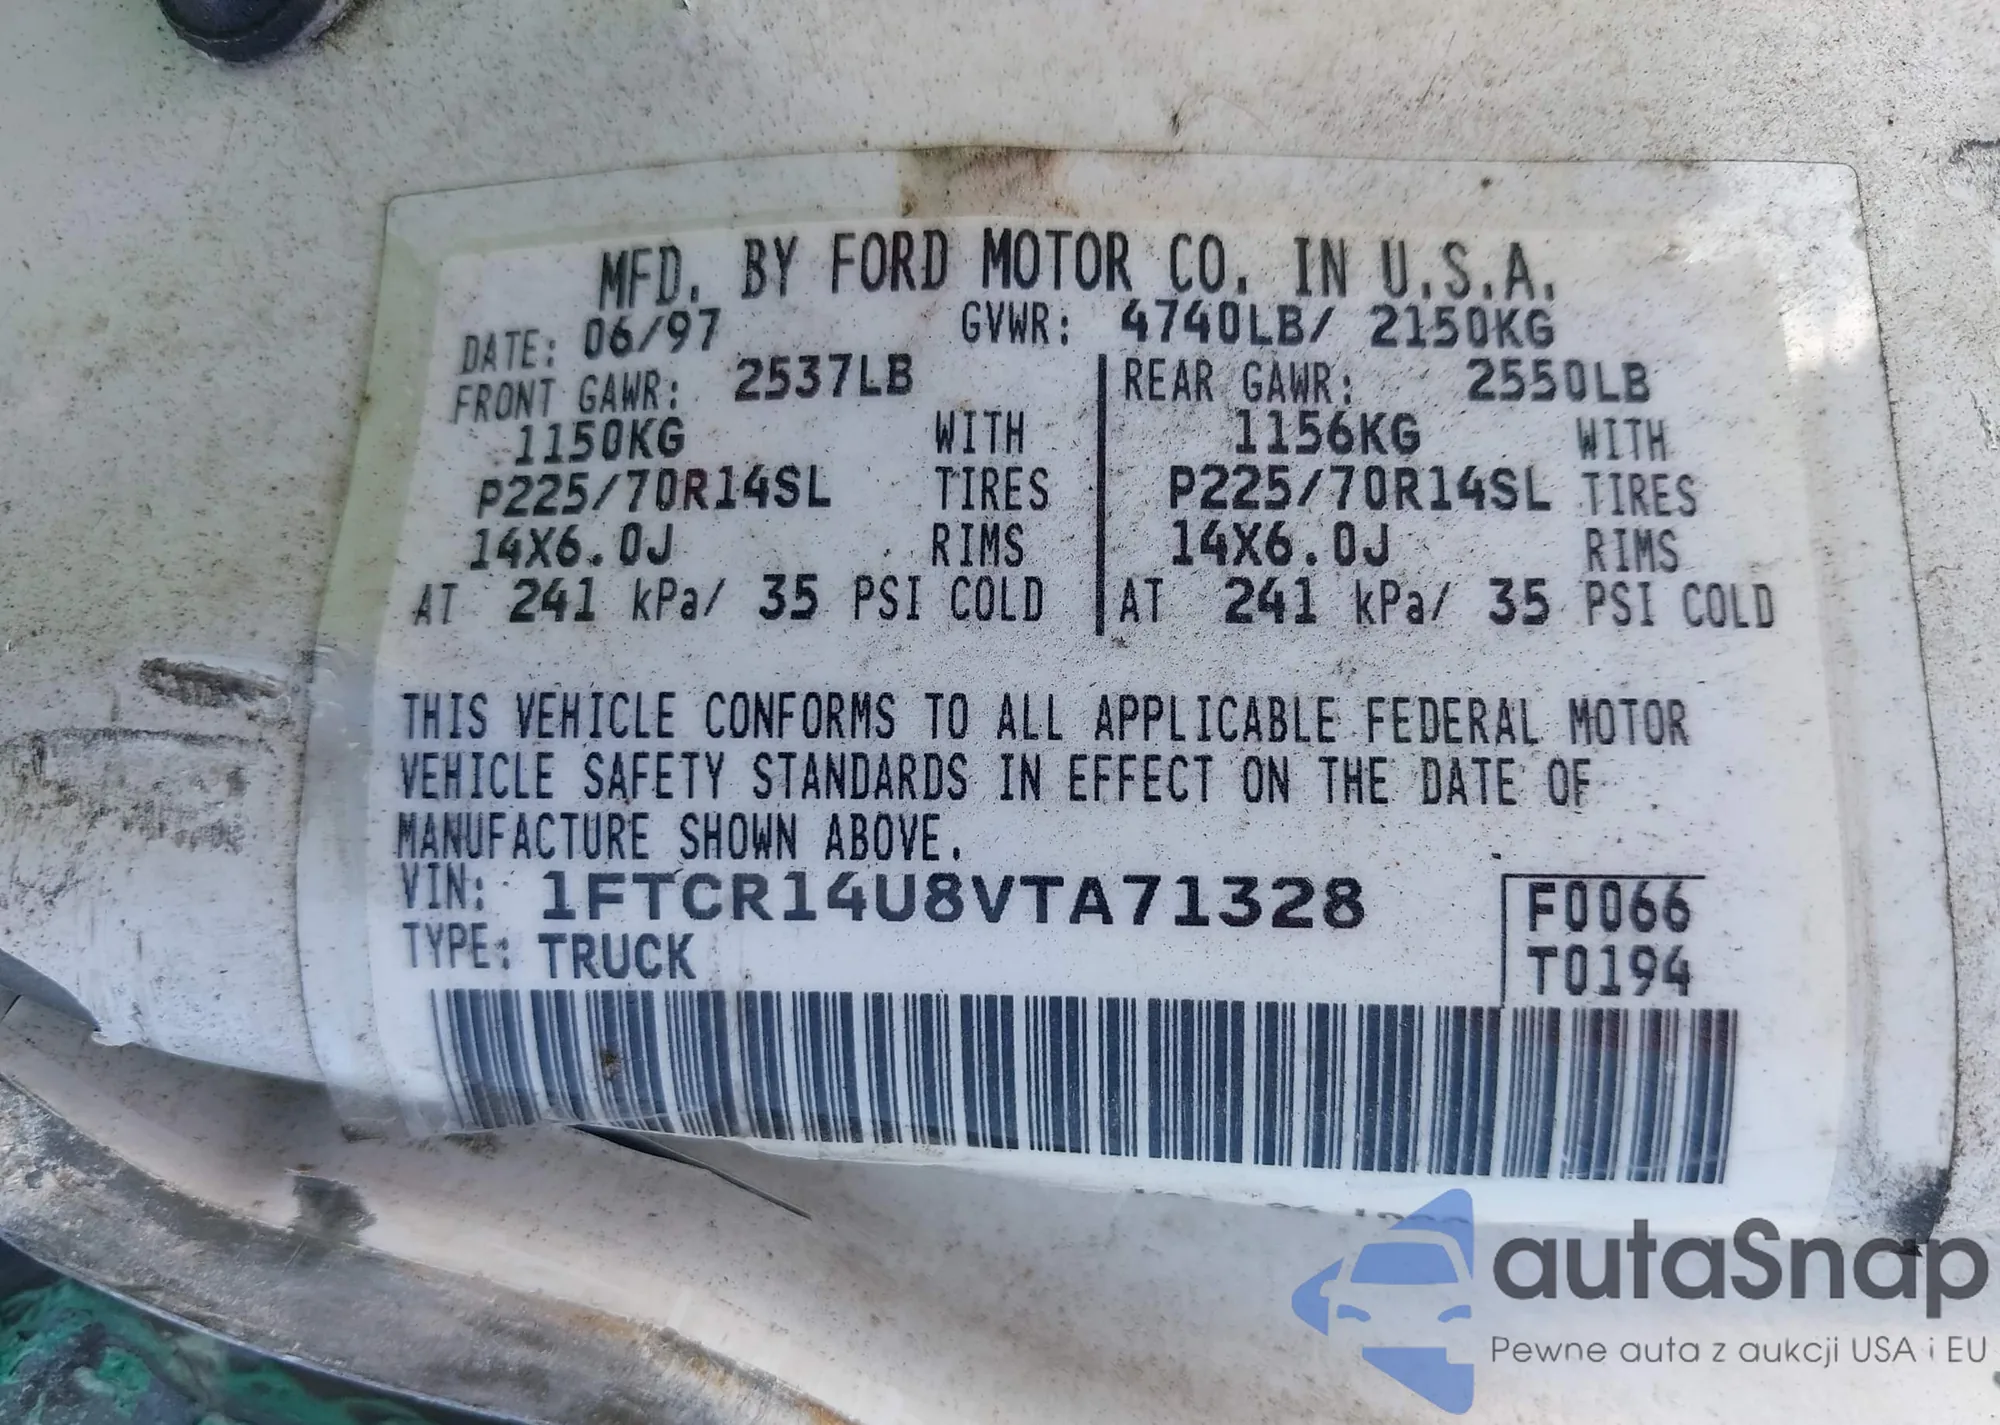 MFD. BY FORD MOTOR CO. IN U.S.A.
DATE: 06/97 GVWR: 4740LB/ 2150KG
FRONT GAWR: 2537LB REAR GAWR: 2550LB
1150KG WITH 1156KG WITH
P225/70R14SL TIRES P225/70R14SL TIRES
14X6.0J RIMS 14X6.0J RIMS
AT 241 kPa/ 35 PSI COLD AT 241 kPa/ 35 PSI COLD
THIS VEHICLE CONFORMS TO ALL APPLICABLE FEDERAL MOTOR
VEHICLE SAFETY STANDARDS IN EFFECT ON THE DATE OF
MANUFACTURE SHOWN ABOVE.
VIN: 1FTCR14U8VTA71328 F0066
TYPE: TRUCK T0194
autaSnap
Pewne auta z aukcji USA i EU